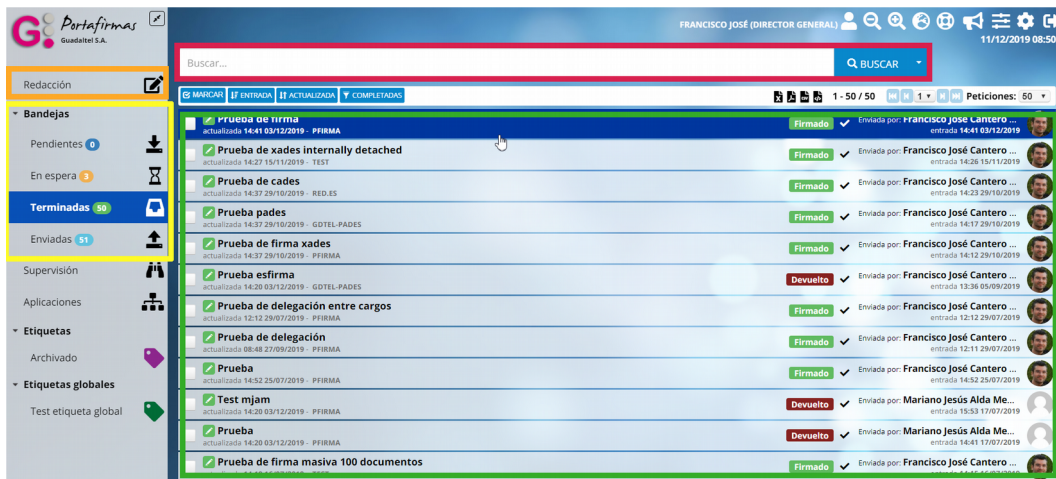 Portafirmas
Guadaltel S.A.
FRANCISCO JOSÉ (DIRECTOR GENERAL)
11/12/2019 08:50
Buscar...
BUSCAR
Redacción
MARCAR ENTRADA ACTUALIZADA COMPLETADAS
1 - 50 / 50 1 Peticiones: 50
Bandejas
Pendientes 0
En espera 3
Terminadas 50
Enviadas 51
Supervisión
Aplicaciones
Etiquetas
Archivado
Etiquetas globales
Test etiqueta global
Prueba de firma Firmado Enviada por: Francisco José Cantero ...
actualizada 14:41 03/12/2019 - PFIRMA entrada 14:41 03/12/2019
Prueba de xades internally detached Firmado Enviada por: Francisco José Cantero ...
actualizada 14:27 15/11/2019 - TEST entrada 14:26 15/11/2019
Prueba de cades Firmado Enviada por: Francisco José Cantero ...
actualizada 14:37 29/10/2019 - RED.ES entrada 14:23 29/10/2019
Prueba pades Firmado Enviada por: Francisco José Cantero ...
actualizada 14:37 29/10/2019 - GDTEL-PADES entrada 14:17 29/10/2019
Prueba de firma xades Firmado Enviada por: Francisco José Cantero ...
actualizada 14:37 29/10/2019 - PFIRMA entrada 14:12 29/10/2019
Prueba esfirma Devuelto Enviada por: Francisco José Cantero ...
actualizada 14:20 03/12/2019 - GDTEL-PADES entrada 13:36 05/09/2019
Prueba de delegación entre cargos Firmado Enviada por: Francisco José Cantero ...
actualizada 12:12 29/07/2019 - PFIRMA entrada 12:12 29/07/2019
Prueba de delegación Firmado Enviada por: Francisco José Cantero ...
actualizada 08:48 27/09/2019 - PFIRMA entrada 12:11 29/07/2019
Prueba Firmado Enviada por: Francisco José Cantero ...
actualizada 14:52 25/07/2019 - PFIRMA entrada 14:52 25/07/2019
Test mjam Devuelto Enviada por: Mariano Jesús Alda Me...
actualizada 14:20 03/12/2019 - PFIRMA entrada 15:53 17/07/2019
Prueba Devuelto Enviada por: Mariano Jesús Alda Me...
actualizada 14:20 03/12/2019 - PFIRMA entrada 14:41 17/07/2019
Prueba de firma masiva 100 documentos Firmado Enviada por: Francisco José Cantero ...